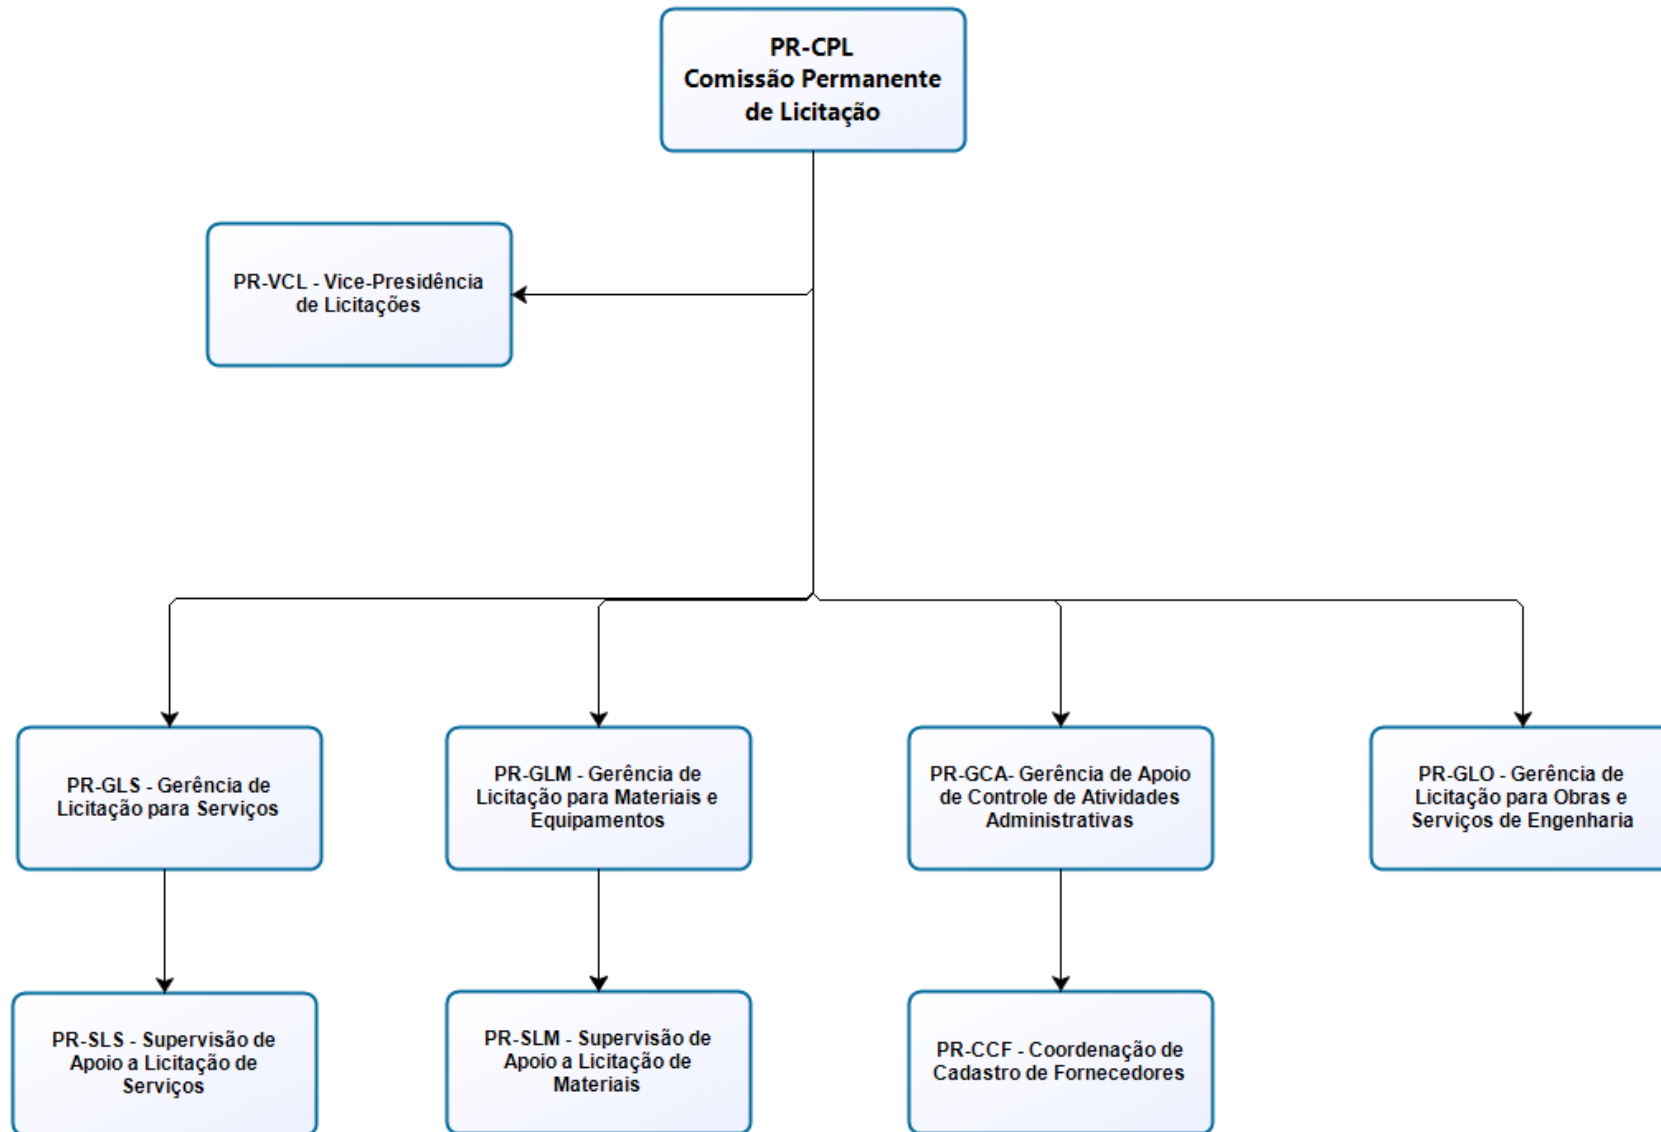 PR-CPL
Comissão Permanente
de Licitação
PR-VCL - Vice-Presidência
de Licitações
PR-GLS - Gerência de
Licitação para Serviços
PR-GLM - Gerência de
Licitação para Materiais e
Equipamentos
PR-GCA- Gerência de Apoio
de Controle de Atividades
Administrativas
PR-GLO - Gerência de
Licitação para Obras e
Serviços de Engenharia
PR-SLS - Supervisão de
Apoio a Licitação de
Serviços
PR-SLM - Supervisão de
Apoio a Licitação de
Materiais
PR-CCF - Coordenação de
Cadastro de Fornecedores